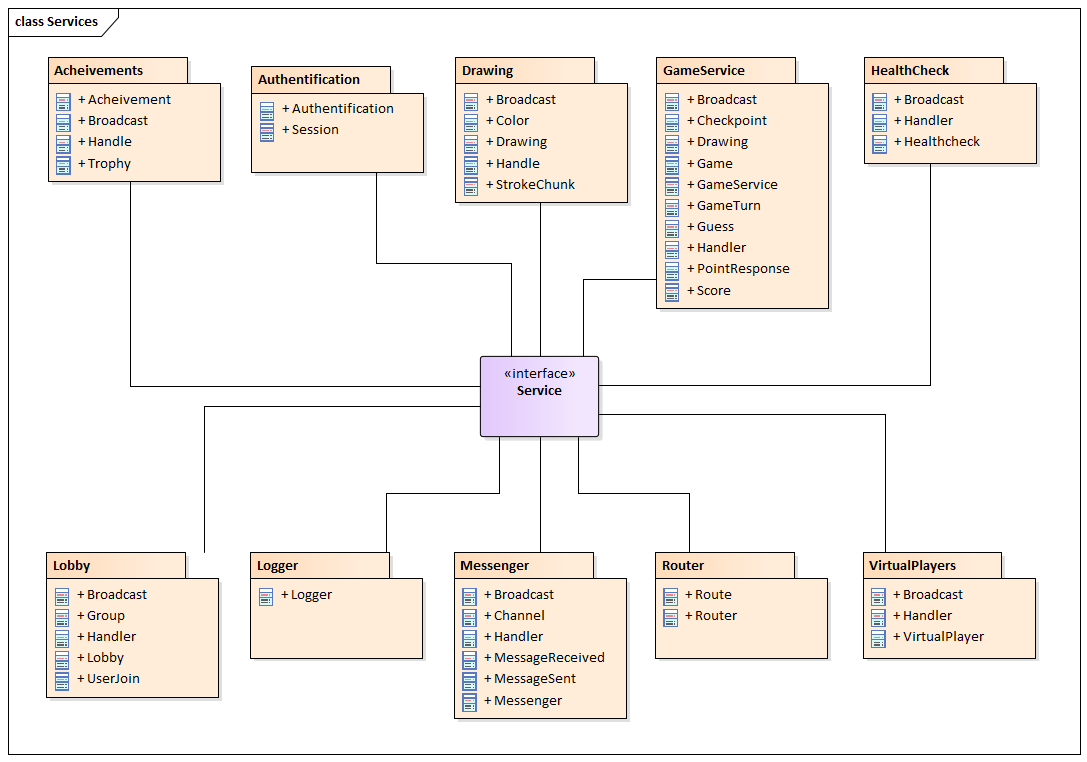 class Services
Acheivements
+ Acheivement
+ Broadcast
+ Handle
+ Trophy
Authentification
+ Authentification
+ Session
Drawing
+ Broadcast
+ Color
+ Drawing
+ Handle
+ StrokeChunk
GameService
+ Broadcast
+ Checkpoint
+ Drawing
+ Game
+ GameService
+ GameTurn
+ Guess
+ Handler
+ PointResponse
+ Score
HealthCheck
+ Broadcast
+ Handler
+ Healthcheck
«interface»
Service
Lobby
+ Broadcast
+ Group
+ Handler
+ Lobby
+ UserJoin
Logger
+ Logger
Messenger
+ Broadcast
+ Channel
+ Handler
+ MessageReceived
+ MessageSent
+ Messenger
Router
+ Route
+ Router
VirtualPlayers
+ Broadcast
+ Handler
+ VirtualPlayer